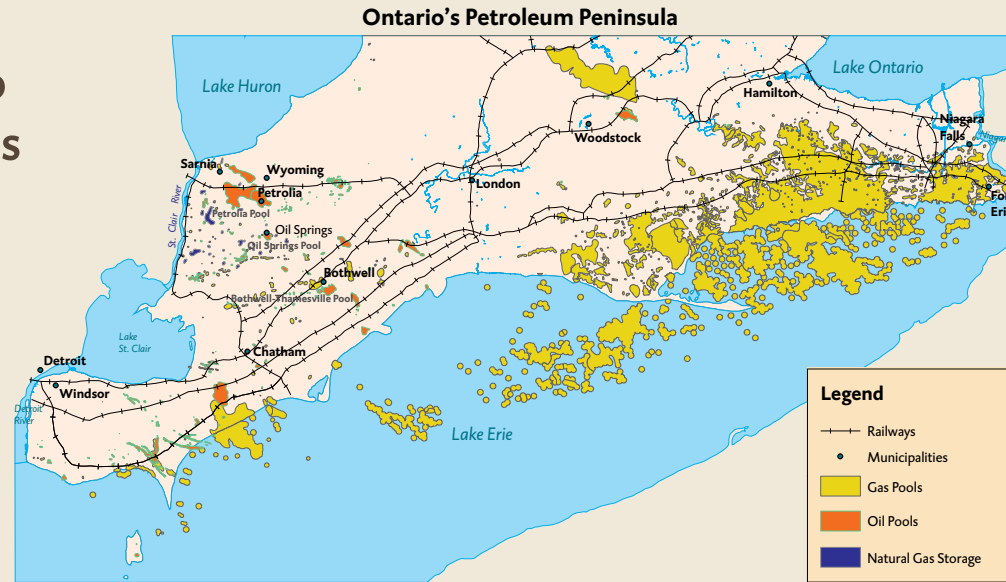 Ontario's Petroleum Peninsula
S
Lake Huron
Lake Ontario
Hamilton
Niagara
Falls
Woodstock
Sarnia
Wyoming
Petrolia
London
St. Clair River
Petrolia Pool
Oil Springs
Oil Springs Pool
Bothwell
Bothwell-Thamesville Pool
Lake
St. Clair
Chatham
Detroit
Windsor
Detroit
River
Lake Erie
Fo
Eri
Legend
Railways
Municipalities
Gas Pools
Oil Pools
Natural Gas Storage